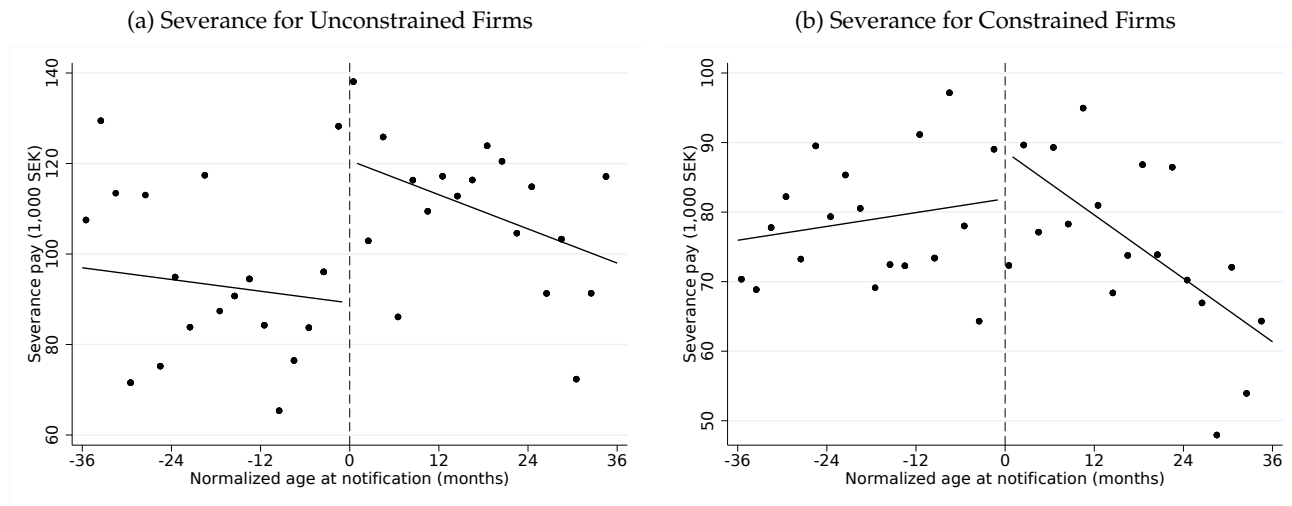 (a) Severance for Unconstrained Firms
Severance pay (1,000 SEK)
140
120
100
80
60
-36 -24 -12 0 12 24 36
Normalized age at notification (months)
(b) Severance for Constrained Firms
Severance pay (1,000 SEK)
100
90
80
70
60
50
-36 -24 -12 0 12 24 36
Normalized age at notification (months)